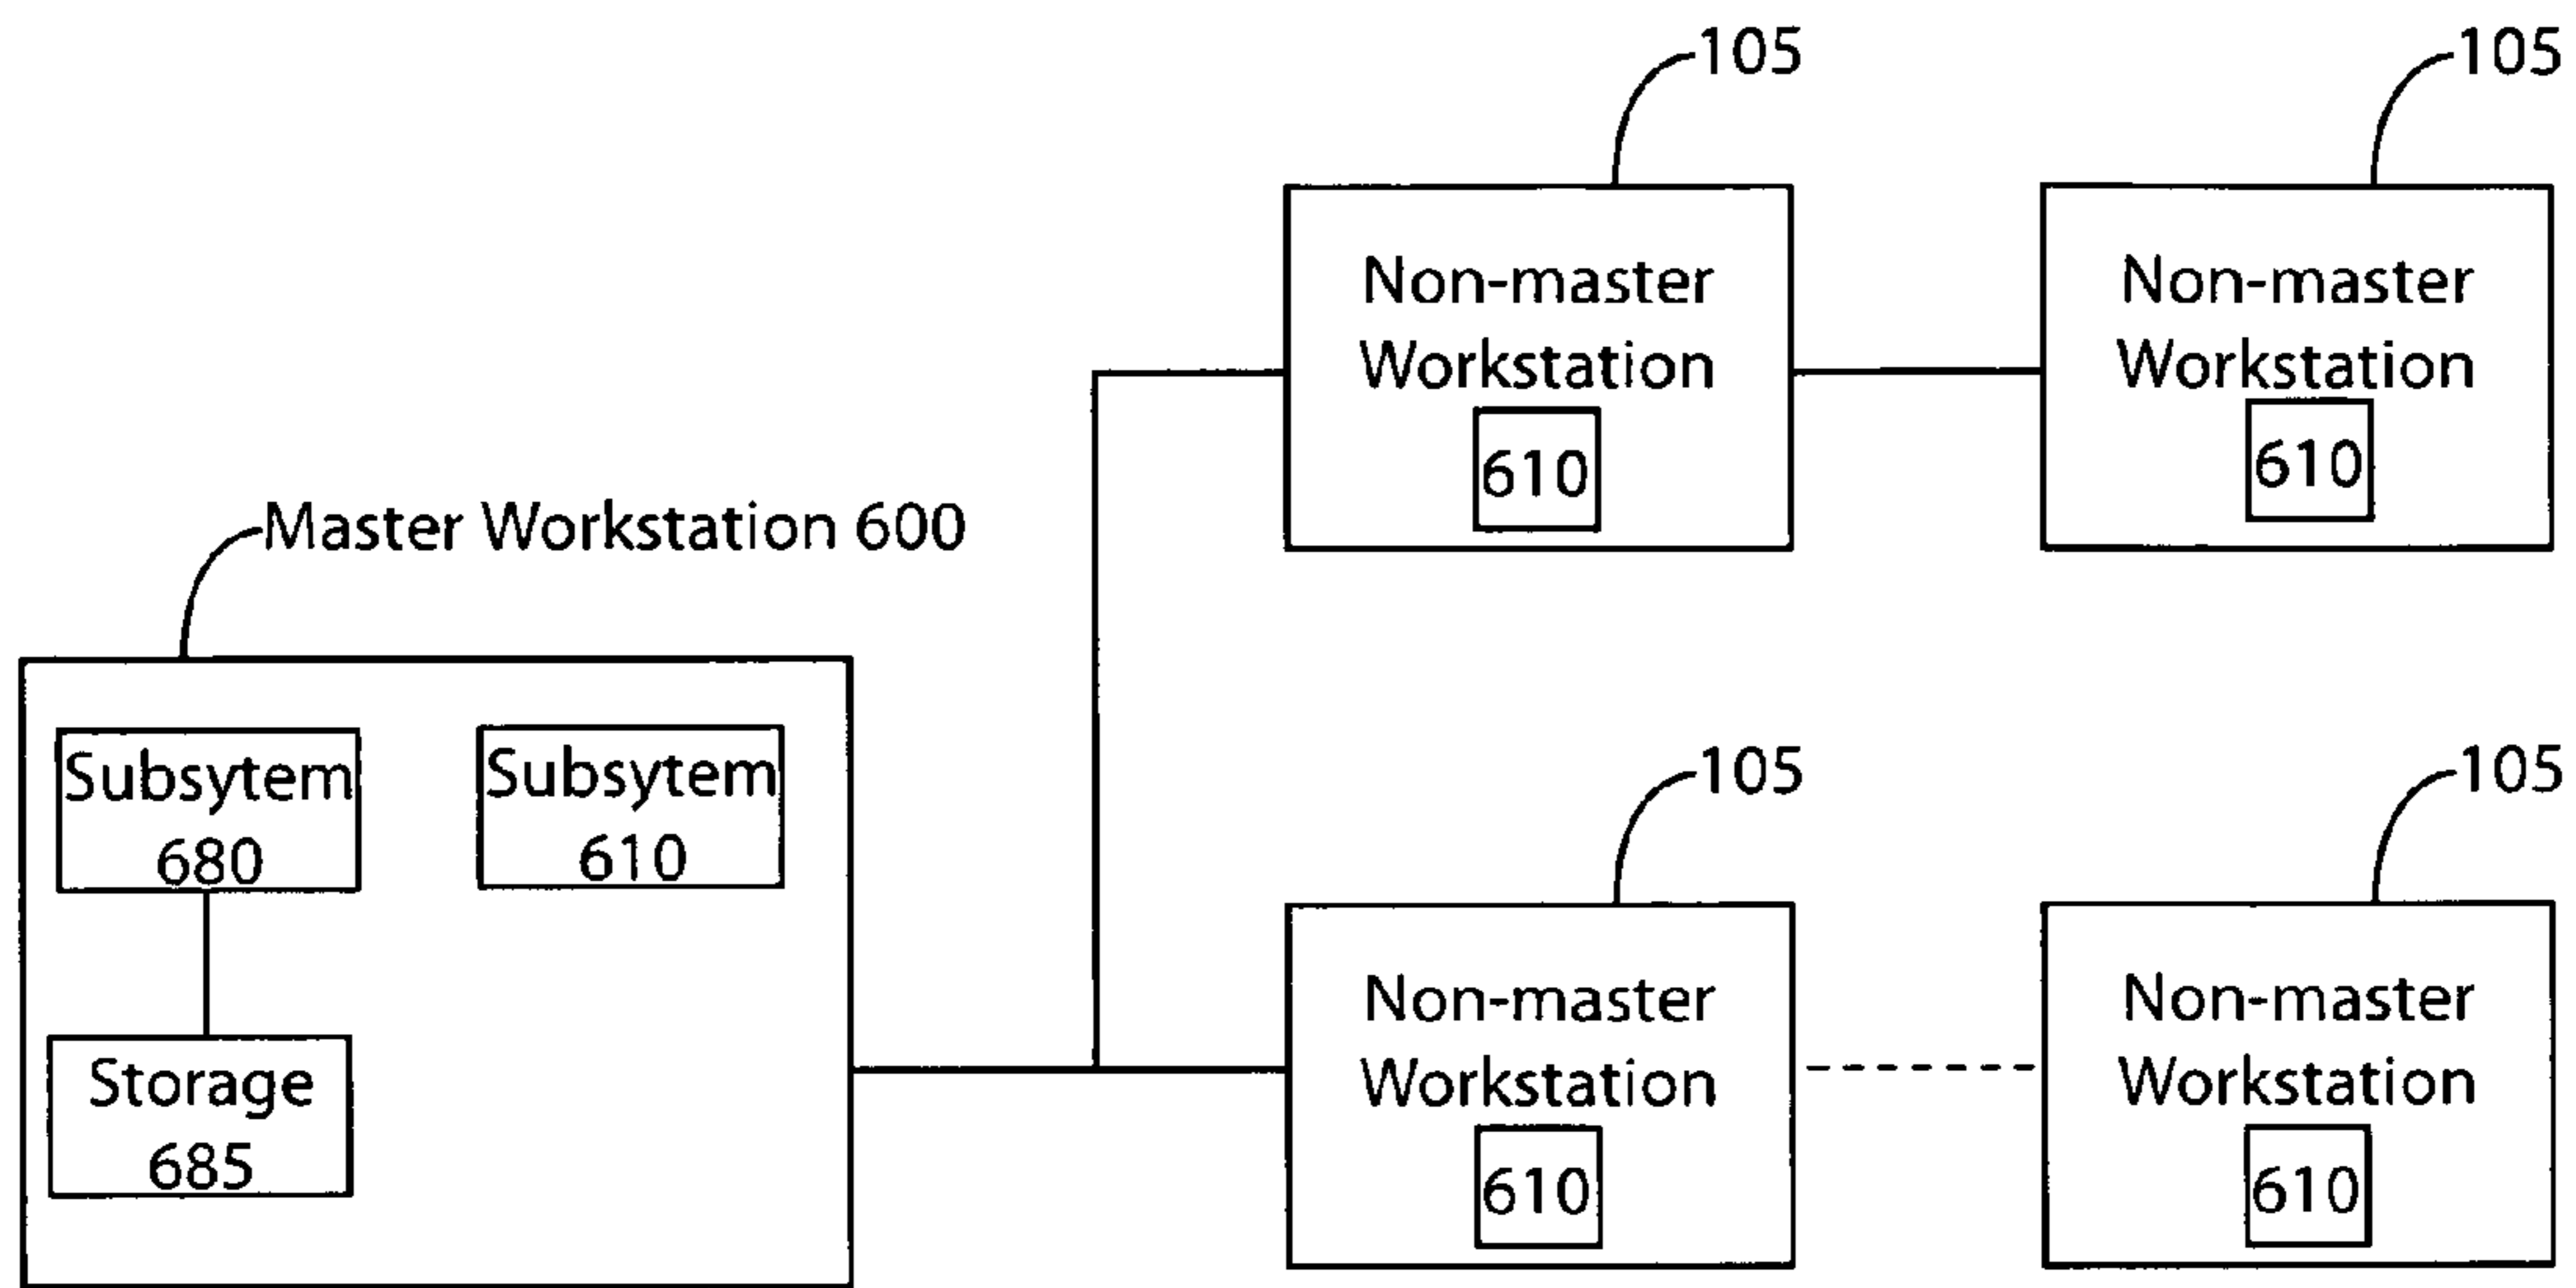 105
105
Non-master
Workstation
610
Non-master
Workstation
610
Master Workstation 600
Subsytem
680
Subsytem
610
Storage
685
105
105
Non-master
Workstation
610
Non-master
Workstation
610